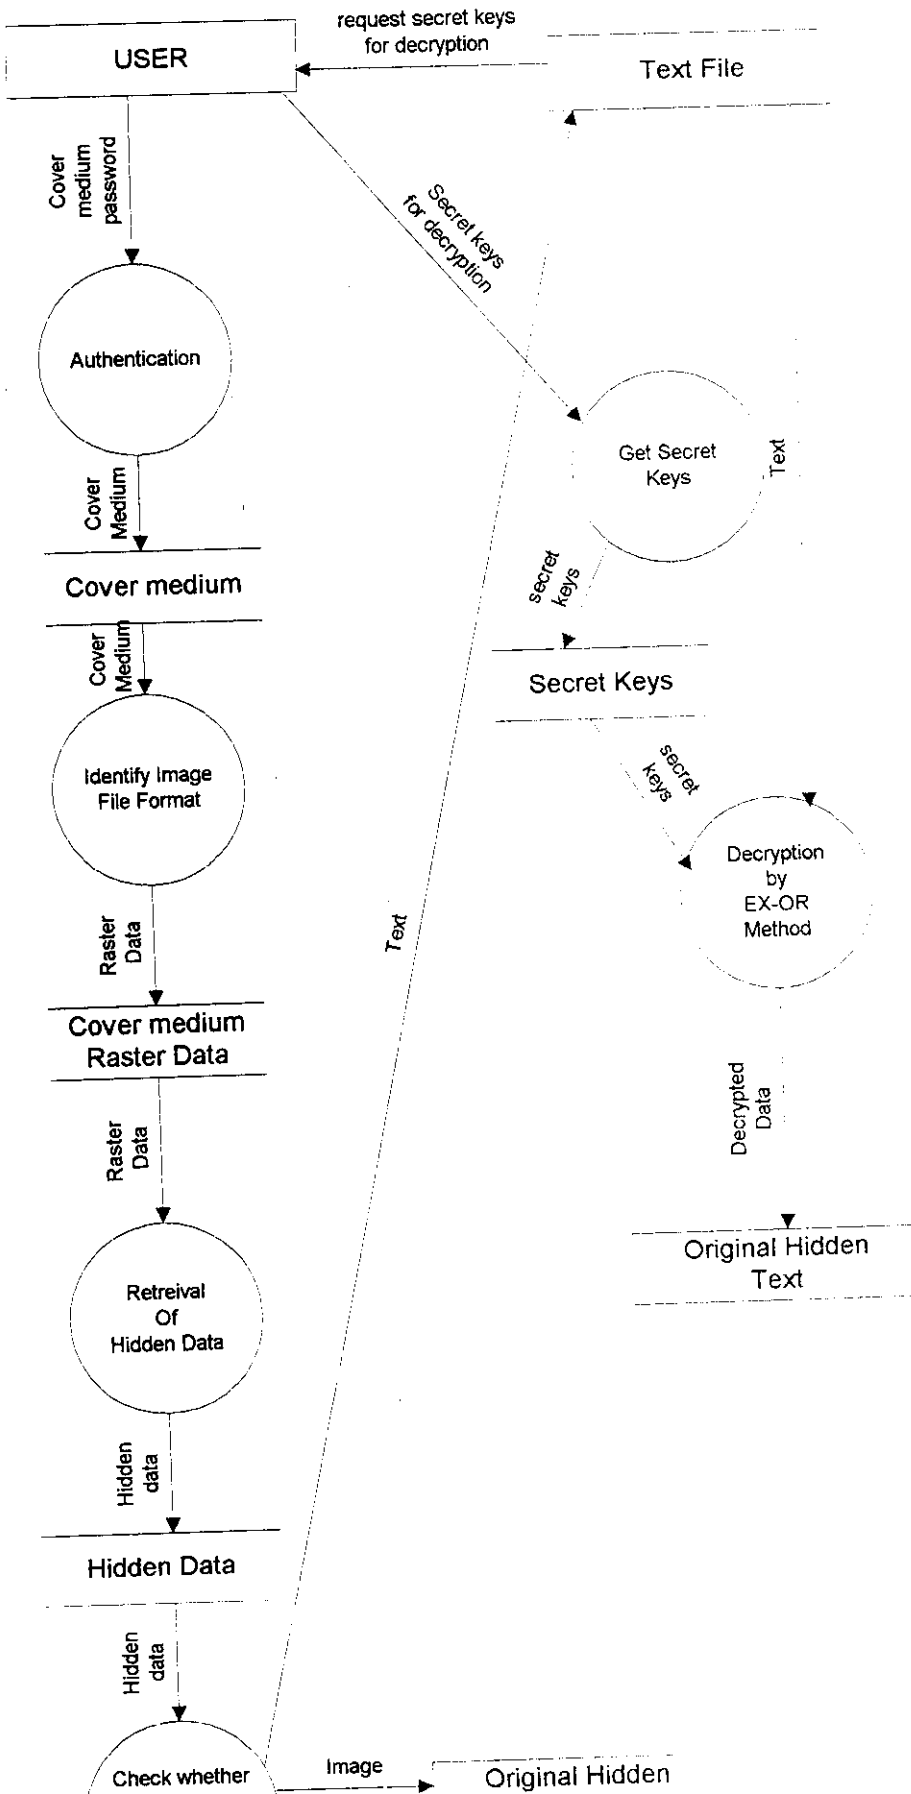 request secret keys
for decryption
USER
Text File
Cover
medium
password
Secret keys
for decryption
Authentication
Get Secret
Keys
Text
Cover
Medium
secret
keys
Cover medium
Cover
Medium
Secret Keys
secret
keys
Identify Image
File Format
Decryption
by
EX-OR
Method
Text
Raster
Data
Cover medium
Raster Data
Decrypted
Data
Raster
Data
Original Hidden
Text
Retreival
Of
Hidden Data
Hidden
data
Hidden Data
Hidden
data
Check whether
Image
Original Hidden